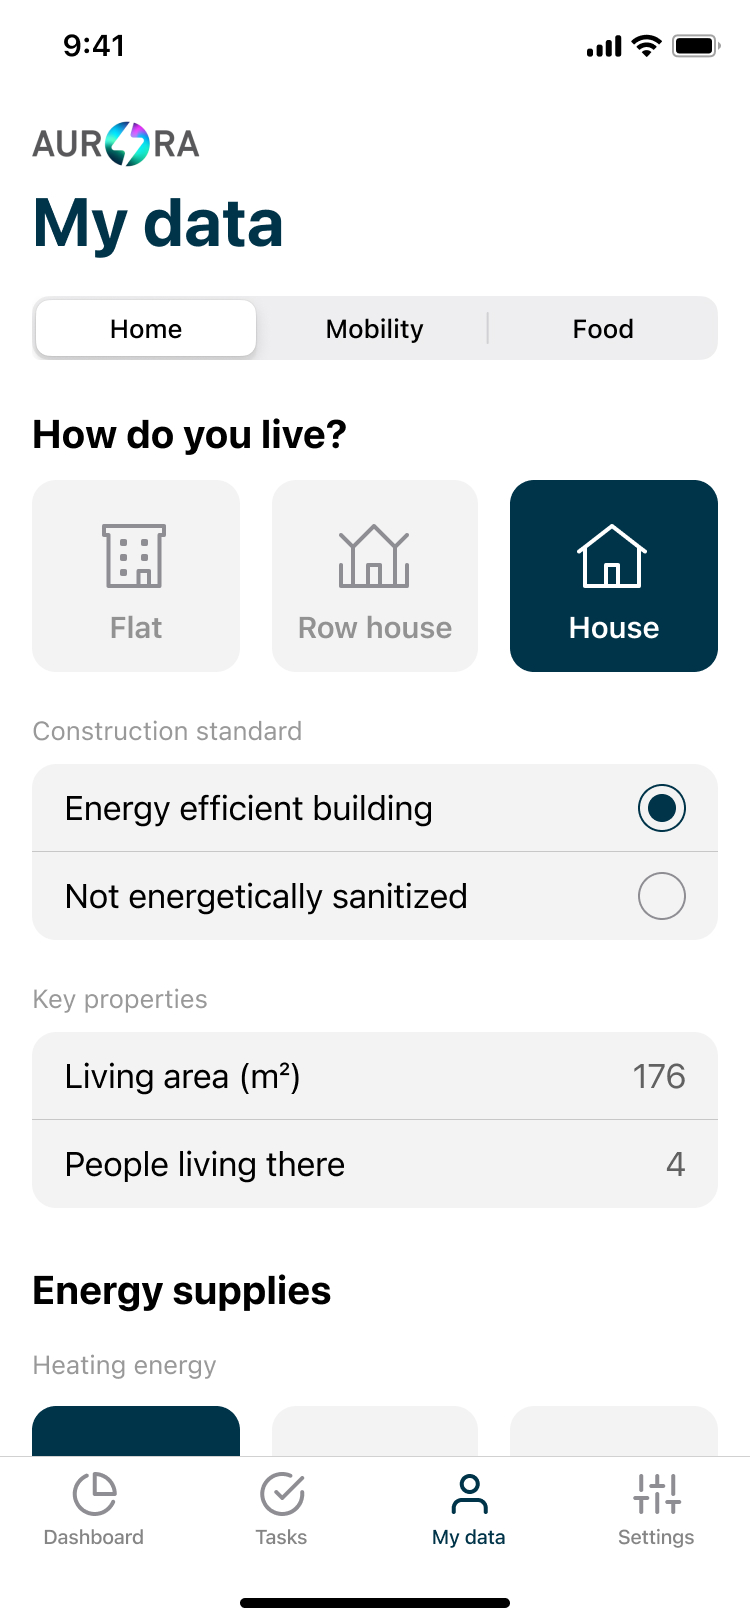 9:41
AURORA
My data
Home Mobility Food
How do you live?
Flat Row house House
Construction standard
Energy efficient building
Not energetically sanitized
Key properties
Living area (m²) 176
People living there 4
Energy supplies
Heating energy
Dashboard Tasks My data Settings